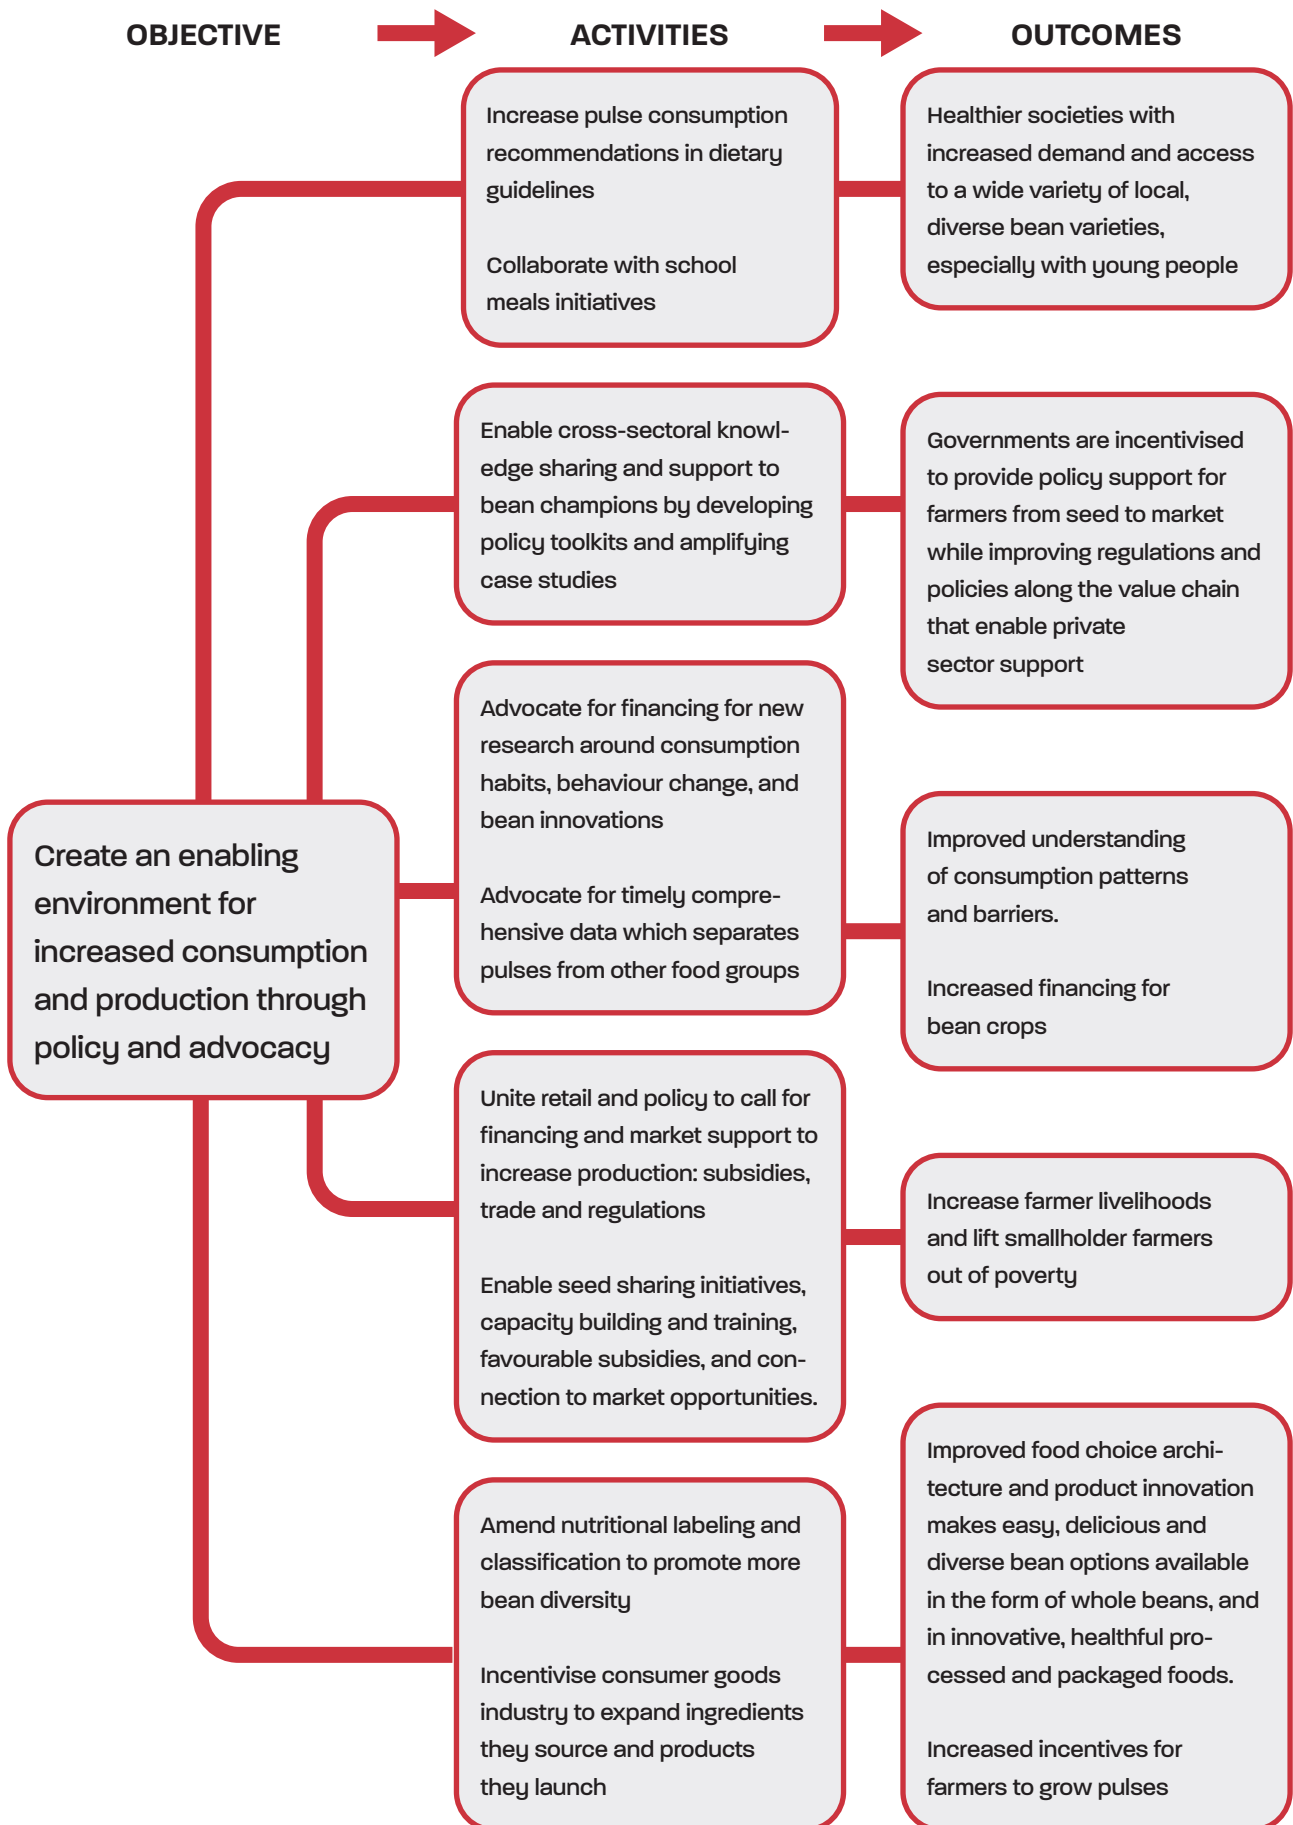 OBJECTIVE
ACTIVITIES
OUTCOMES
Create an enabling
environment for
increased consumption
and production through
policy and advocacy
Increase pulse consumption
recommendations in dietary
guidelines
Collaborate with school
meals initiatives
Healthier societies with
increased demand and access
to a wide variety of local,
diverse bean varieties,
especially with young people
Enable cross-sectoral knowl-
edge sharing and support to
bean champions by developing
policy toolkits and amplifying
case studies
Governments are incentivised
to provide policy support for
farmers from seed to market
while improving regulations and
policies along the value chain
that enable private
sector support
Advocate for financing for new
research around consumption
habits, behaviour change, and
bean innovations
Advocate for timely compre-
hensive data which separates
pulses from other food groups
Improved understanding
of consumption patterns
and barriers.
Increased financing for
bean crops
Unite retail and policy to call for
financing and market support to
increase production: subsidies,
trade and regulations
Enable seed sharing initiatives,
capacity building and training,
favourable subsidies, and con-
nection to market opportunities.
Increase farmer livelihoods
and lift smallholder farmers
out of poverty
Amend nutritional labeling and
classification to promote more
bean diversity
Incentivise consumer goods
industry to expand ingredients
they source and products
they launch
Improved food choice archi-
tecture and product innovation
makes easy, delicious and
diverse bean options available
in the form of whole beans, and
in innovative, healthful pro-
cessed and packaged foods.
Increased incentives for
farmers to grow pulses